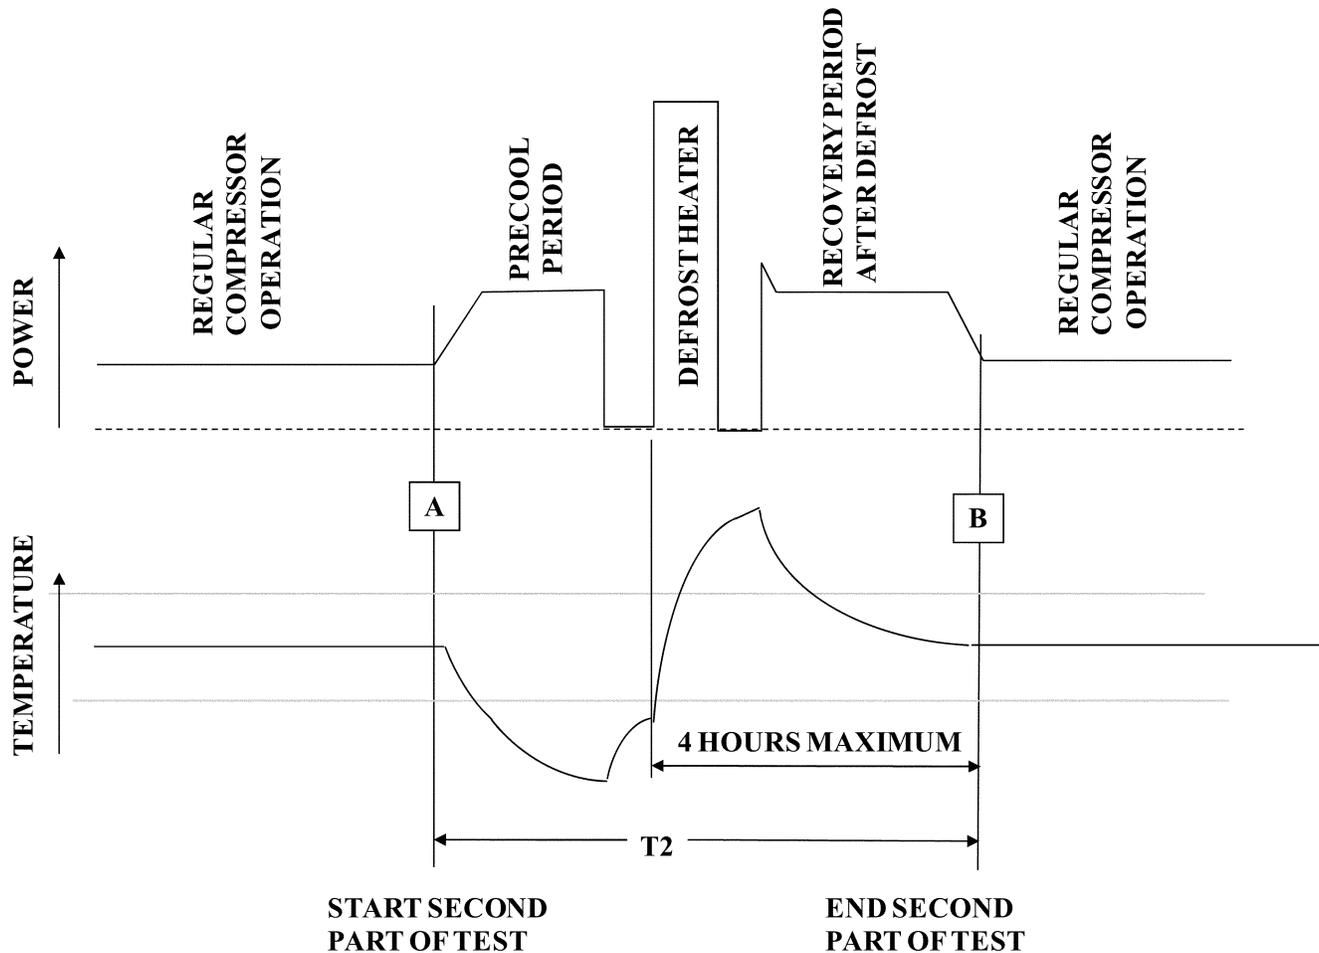 REGULAR
COMPRESSOR
OPERATION
PRECOOL
PERIOD
DEFROST HEATER
RECOVERY PERIOD
AFTER DEFROST
REGULAR
COMPRESSOR
OPERATION
POWER
A
B
TEMPERATURE
4 HOURS MAXIMUM
T2
START SECOND
PART OF TEST
END SECOND
PART OF TEST